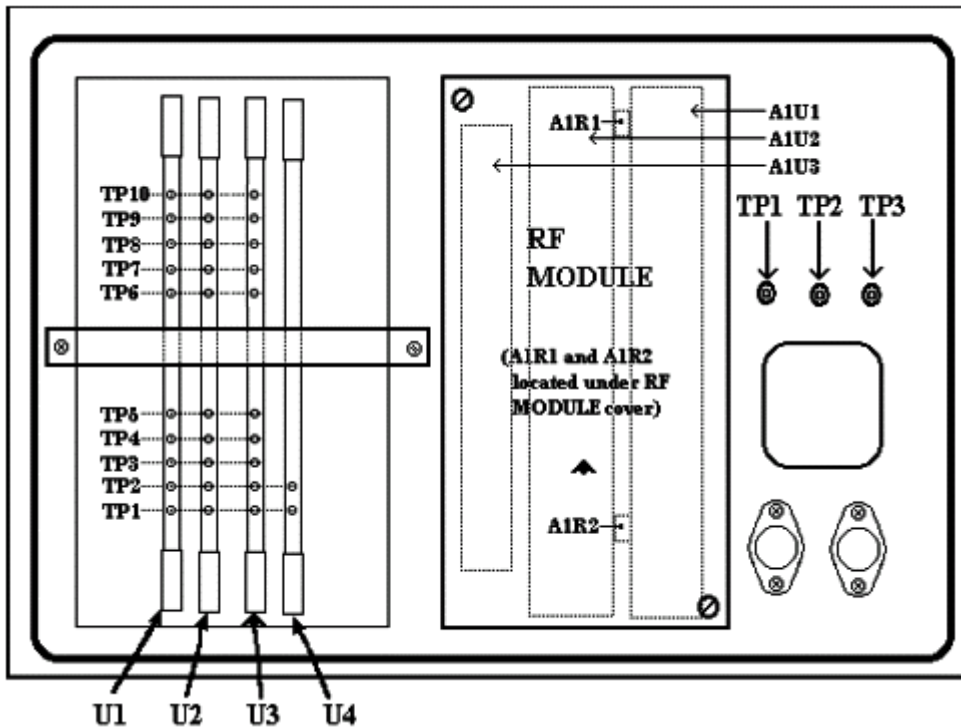 TP10
TP9
TP8
TP7
TP6
TP5
TP4
TP3
TP2
TP1
U1
U2
U3
U4
A1R1
A1U1
A1U2
A1U3
RF
MODULE
(A1R1 and A1R2
located under RF
MODULE cover)
A1R2
TP1
TP2
TP3